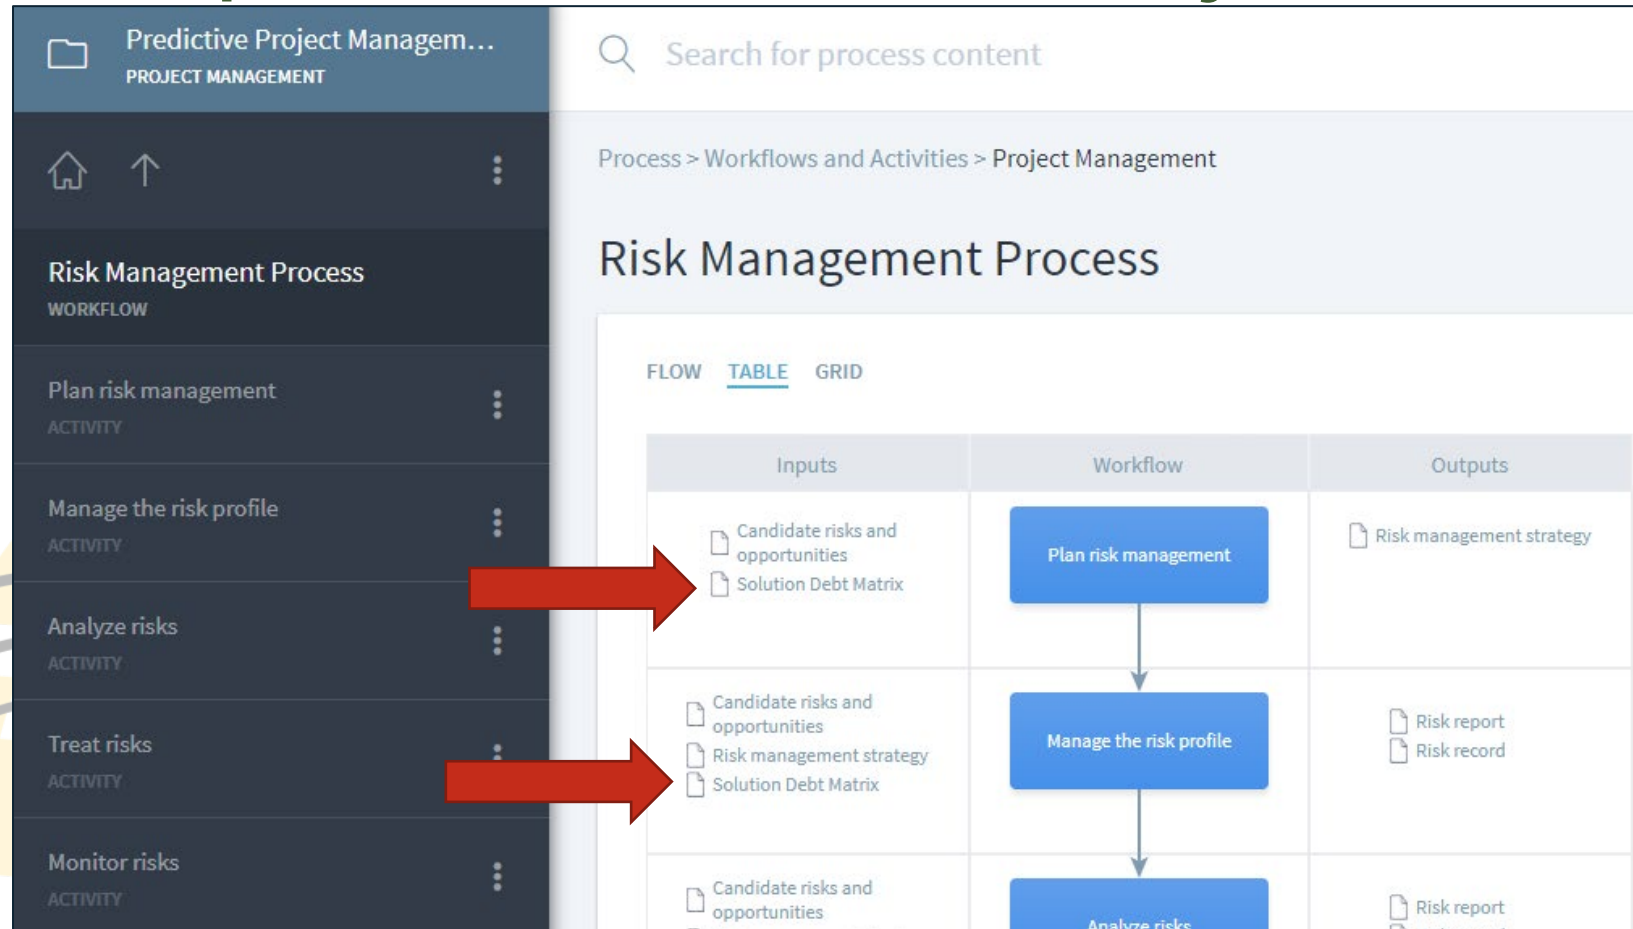 Predictive Project Managem...
PROJECT MANAGEMENT
Search for process content
Process > Workflows and Activities > Project Management
Risk Management Process
WORKFLOW
Plan risk management
ACTIVITY
Manage the risk profile
ACTIVITY
Analyze risks
ACTIVITY
Treat risks
ACTIVITY
Monitor risks
ACTIVITY
Risk Management Process
FLOW TABLE GRID
Inputs Workflow Outputs
Candidate risks and
opportunities
Solution Debt Matrix
Plan risk management
Risk management strategy
Candidate risks and
opportunities
Risk management strategy
Solution Debt Matrix
Manage the risk profile
Risk report
Risk record
Candidate risks and
opportunities
Analyze risks
Risk report